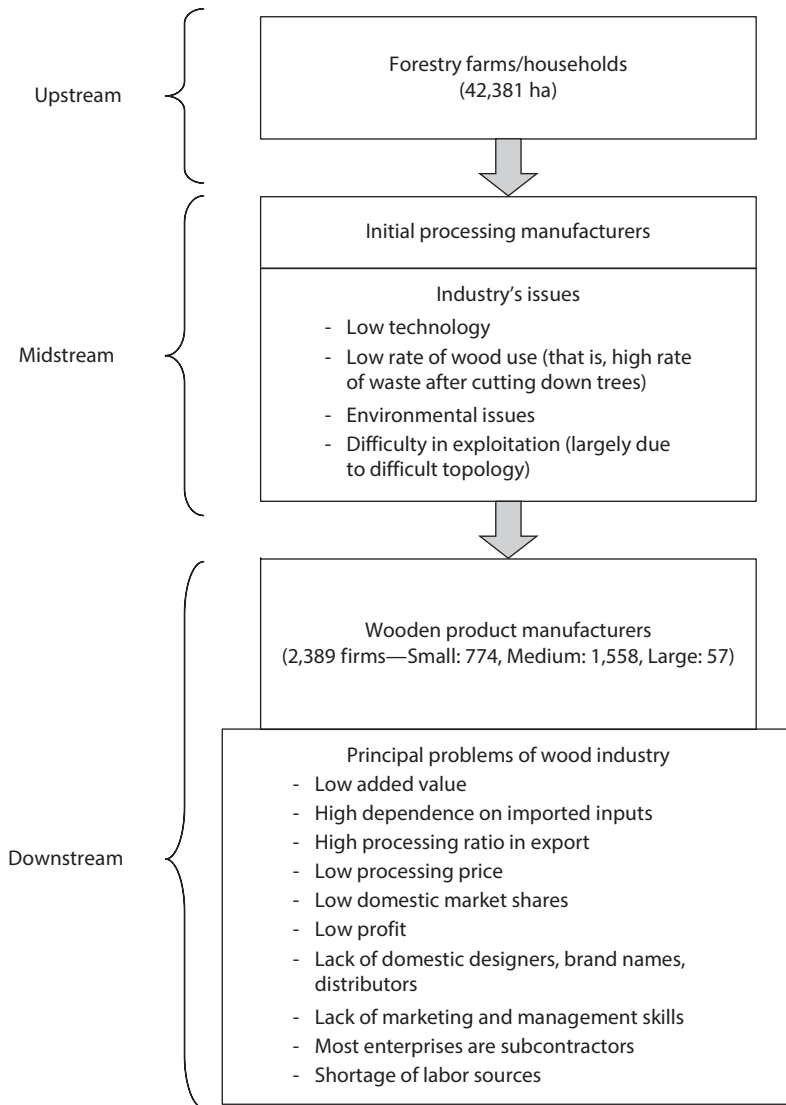 Upstream
Forestry farms/households
(42,381 ha)
Midstream
Initial processing manufacturers
Industry's issues
- Low technology
- Low rate of wood use (that is, high rate
of waste after cutting down trees)
- Environmental issues
- Difficulty in exploitation (largely due
to difficult topology)
Downstream
Wooden product manufacturers
(2,389 firms—Small: 774, Medium: 1,558, Large: 57)
Principal problems of wood industry
- Low added value
- High dependence on imported inputs
- High processing ratio in export
- Low processing price
- Low domestic market shares
- Low profit
- Lack of domestic designers, brand names,
distributors
- Lack of marketing and management skills
- Most enterprises are subcontractors
- Shortage of labor sources